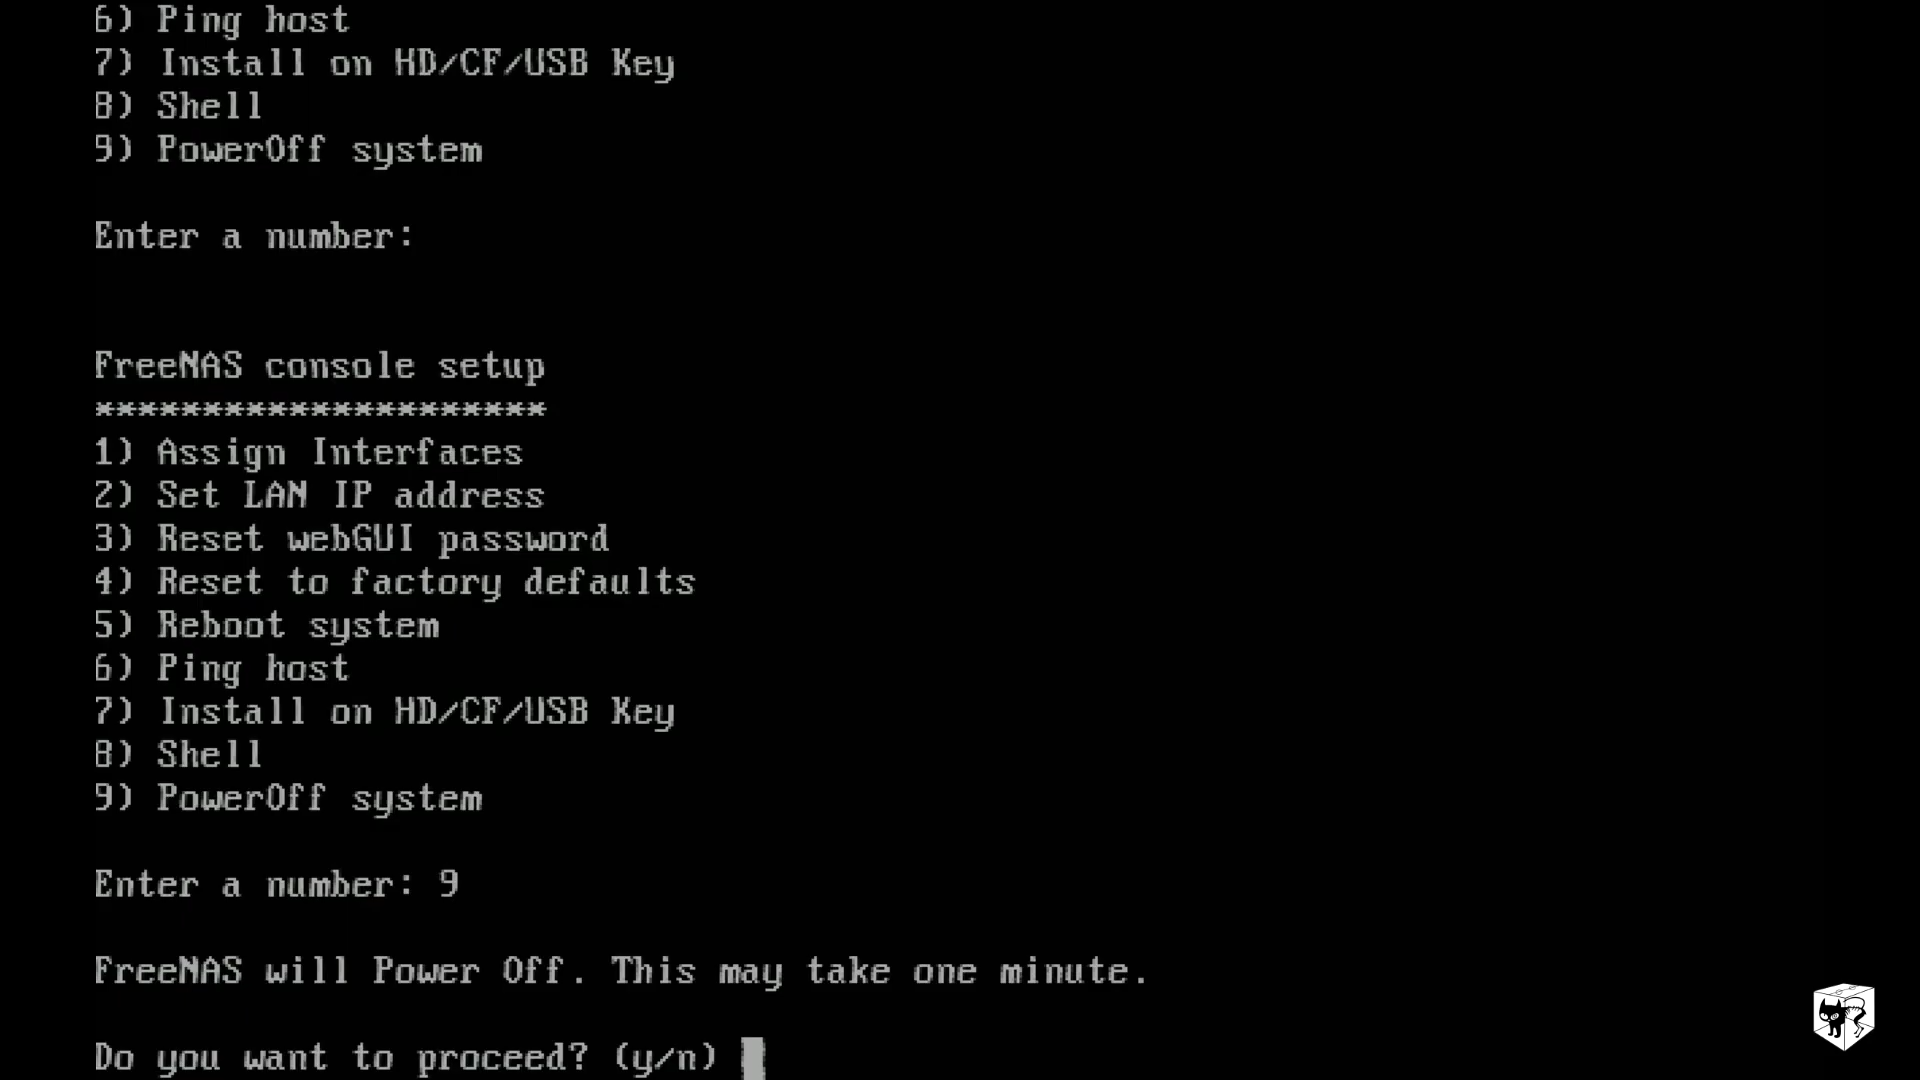 6) Ping host
7) Install on HD/CF/USB Key
8) Shell
9) PowerOff system
Enter a number:
FreeNAS console setup
*********************
1) Assign Interfaces
2) Set LAN IP address
3) Reset webGUI password
4) Reset to factory defaults
5) Reboot system
6) Ping host
7) Install on HD/CF/USB Key
8) Shell
9) PowerOff system
Enter a number: 9
FreeNAS will Power Off. This may take one minute.
Do you want to proceed? (y/n)